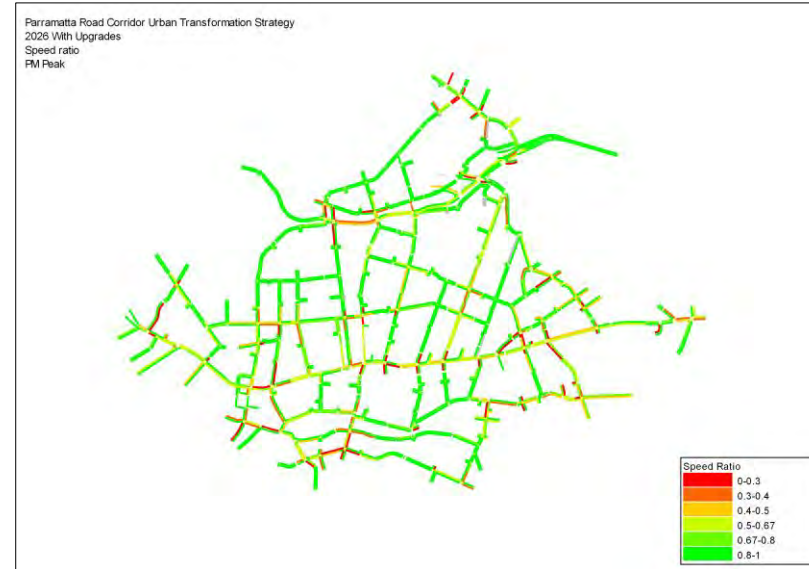 Parramatta Road Corridor Urban Transformation Strategy
2026 With Upgrades
Speed ratio
PM Peak
Speed Ratio
0-0.3
0.3-0.4
0.4-0.5
0.5-0.67
0.67-0.8
0.8-1